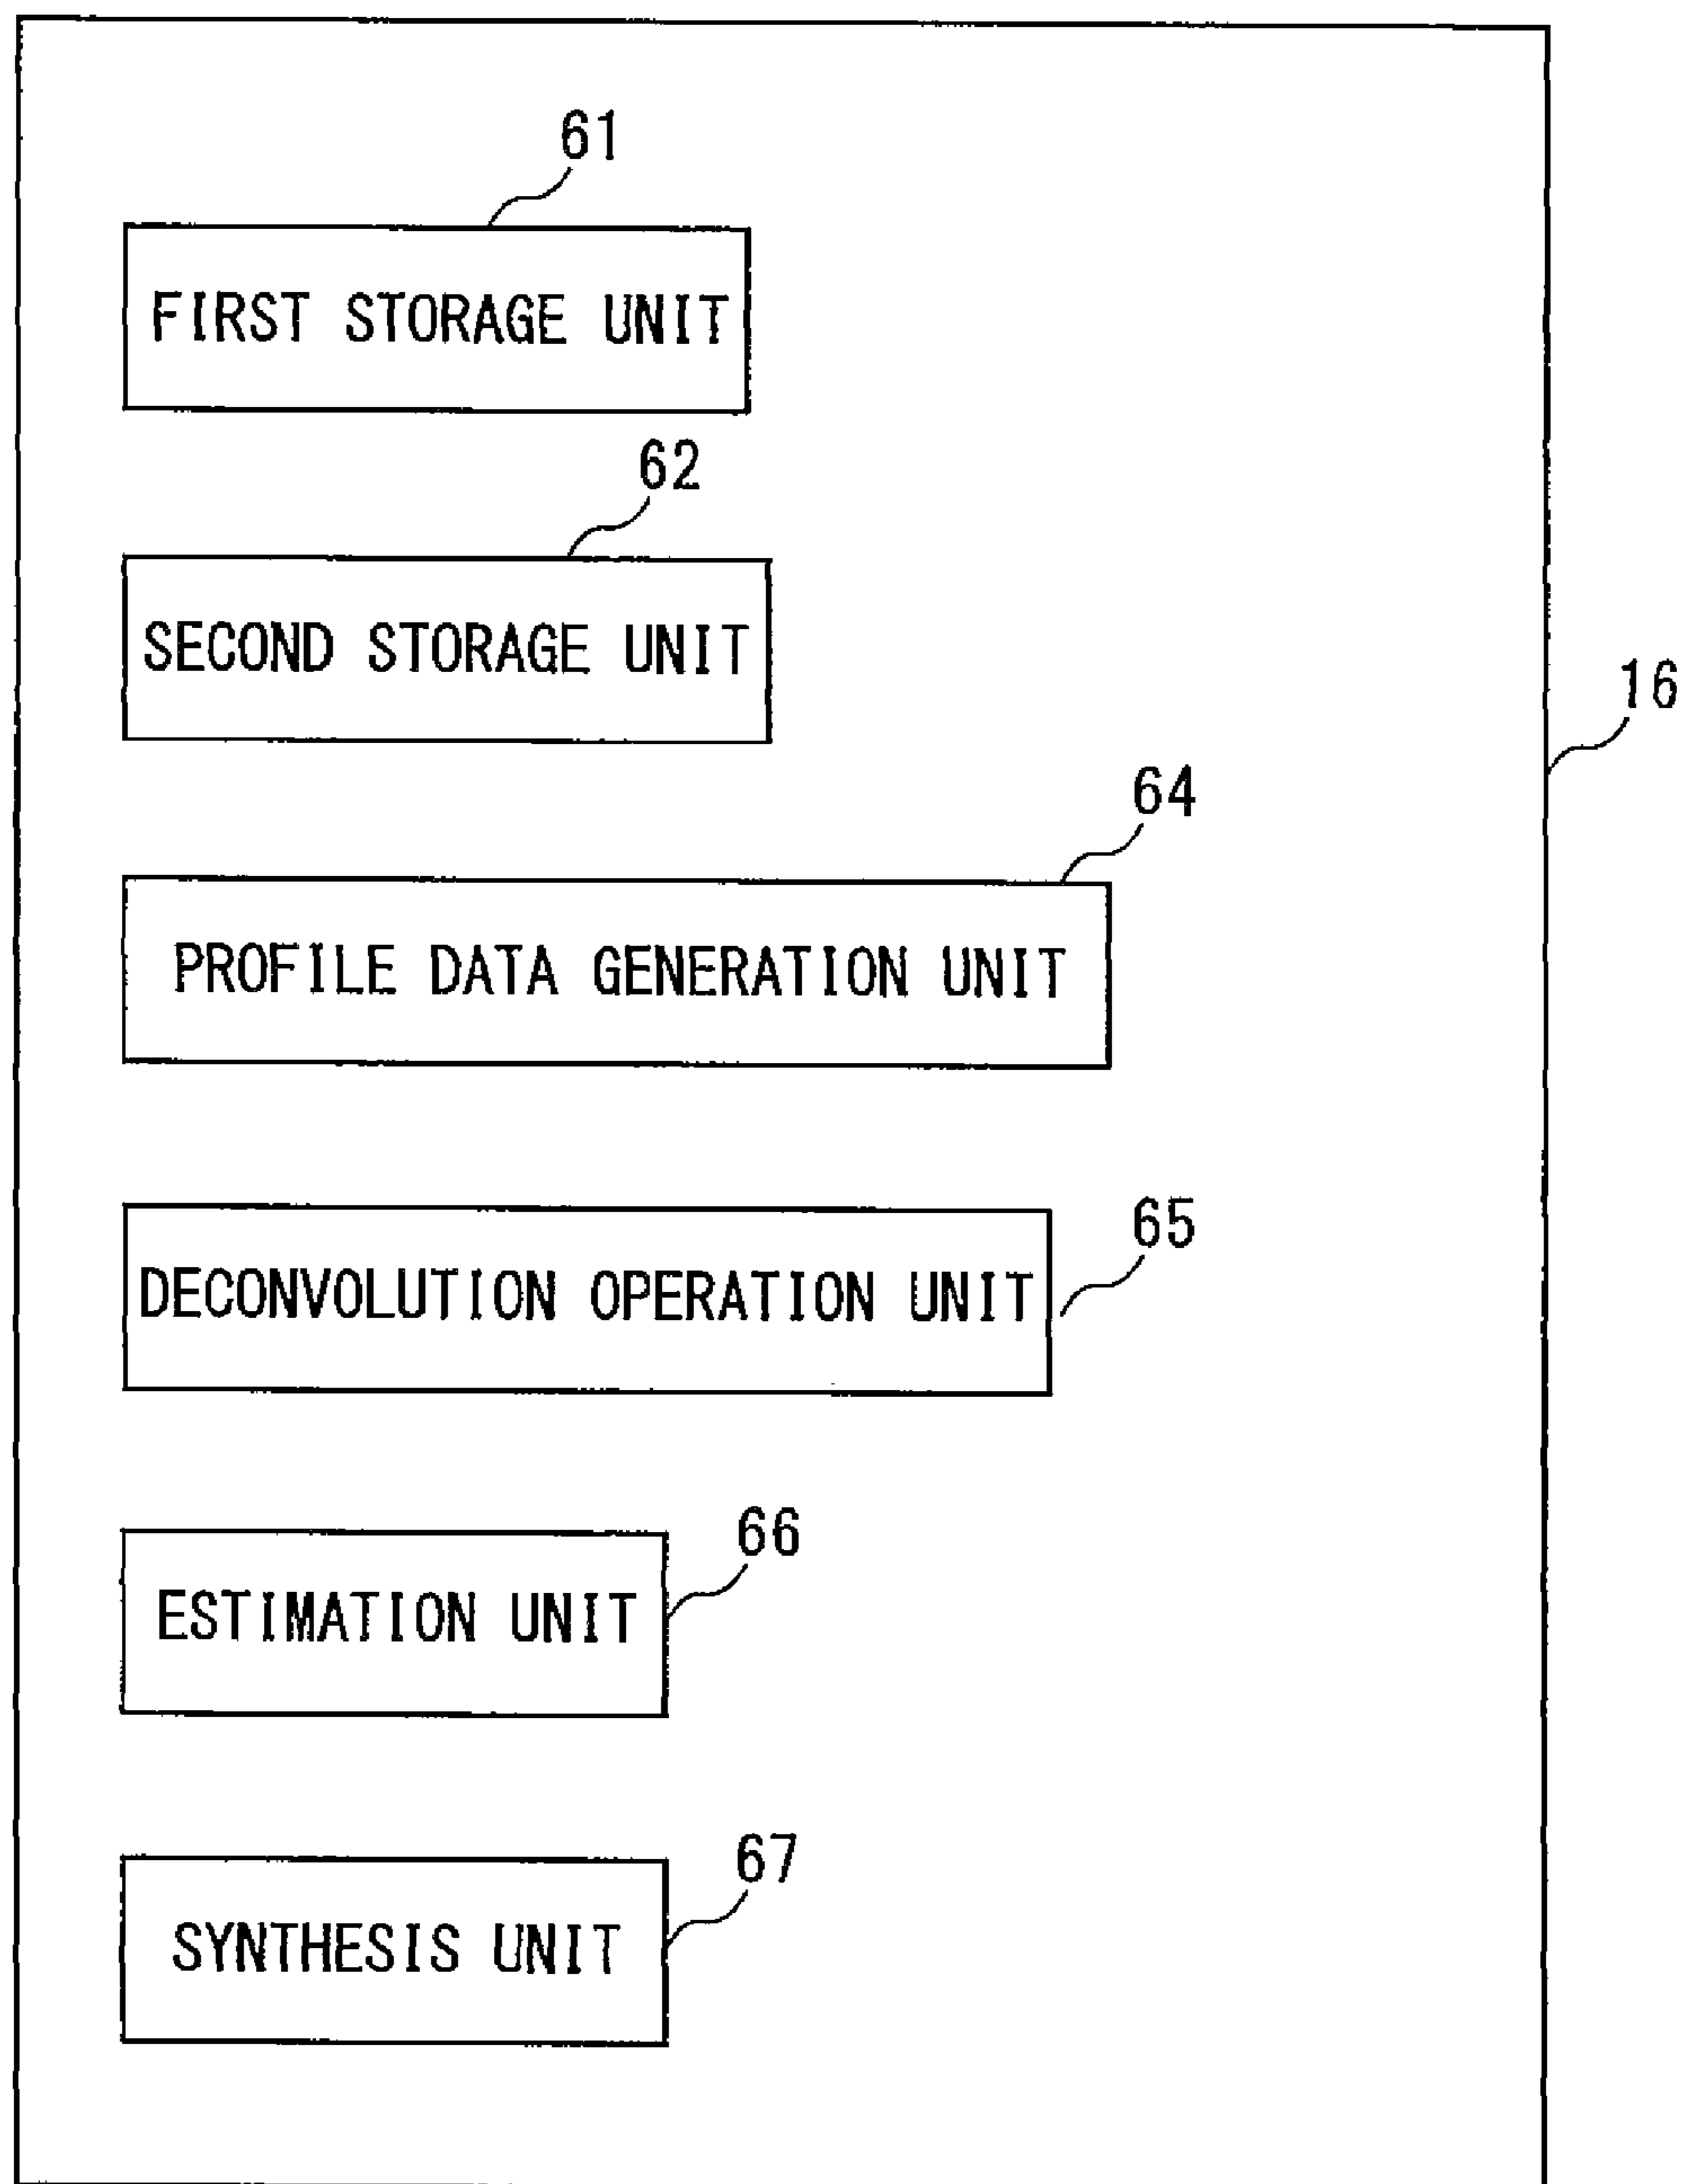 61
FIRST STORAGE UNIT
62
SECOND STORAGE UNIT
16
64
PROFILE DATA GENERATION UNIT
65
DECONVOLUTION OPERATION UNIT
66
ESTIMATION UNIT
67
SYNTHESIS UNIT